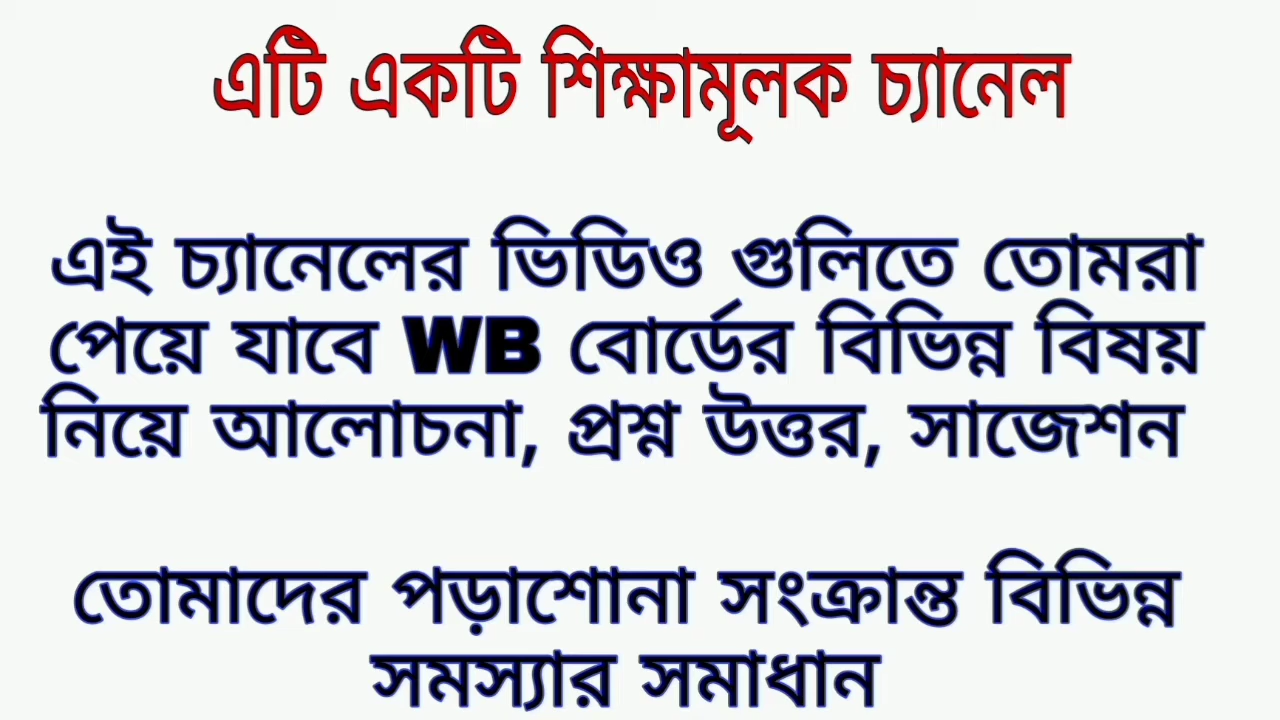 এটি একটি শিক্ষামূলক চ্যানেল
এই চ্যানেলের ভিডিও গুলিতে তোমরা
পেয়ে যাবে WB বোর্ডের বিভিন্ন বিষয়
নিয়ে আলোচনা, প্রশ্ন উত্তর, সাজেশন
তোমাদের পড়াশোনা সংক্রান্ত বিভিন্ন
সমস্যার সমাধান